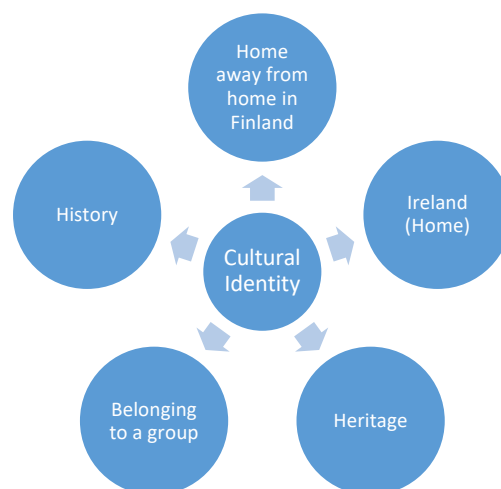 Home
away from
home in
Finland
History
Ireland
(Home)
Cultural
Identity
Belonging
to a group
Heritage